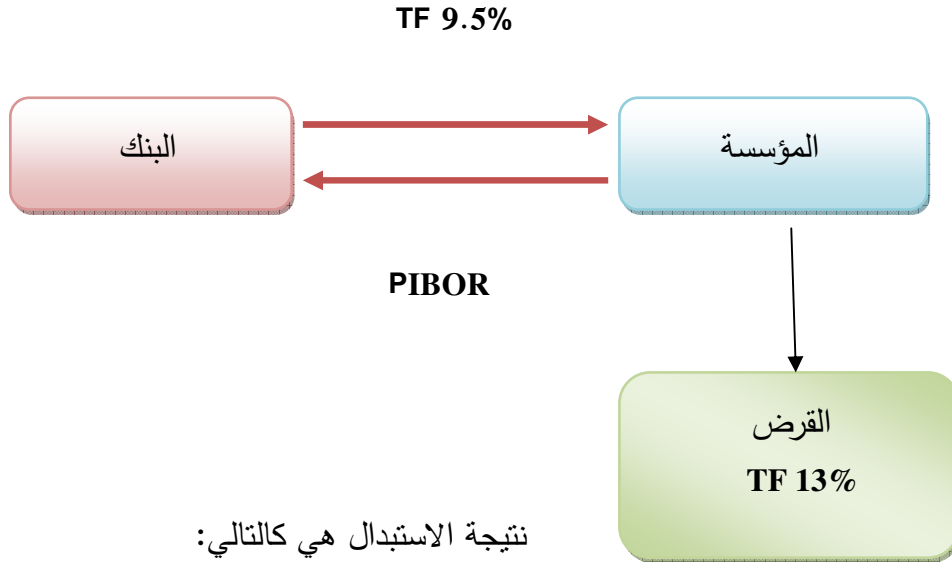 TF 9.5%
البنك
المؤسسة
PIBOR
القرض
TF 13%
نتيجة الاستبدال هي كالتالي: